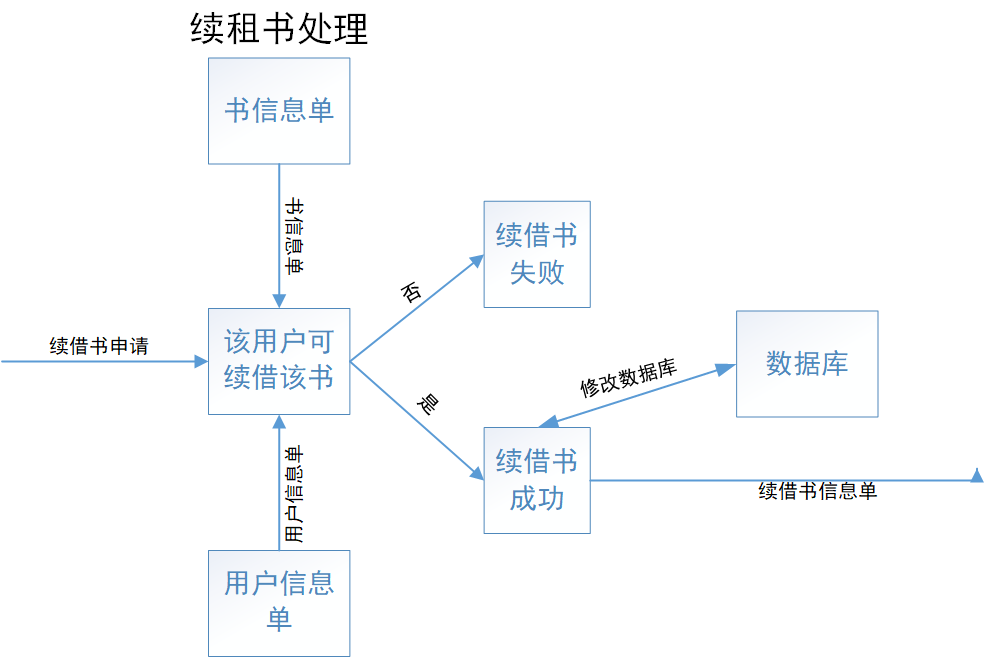 续租书处理
书信息单
书信息单
续借书
失败
否
续借书申请
该用户可
续借该书
数据库
修改数据库
是
续借书
成功
续借书信息单
用户信息单
用户信息
单